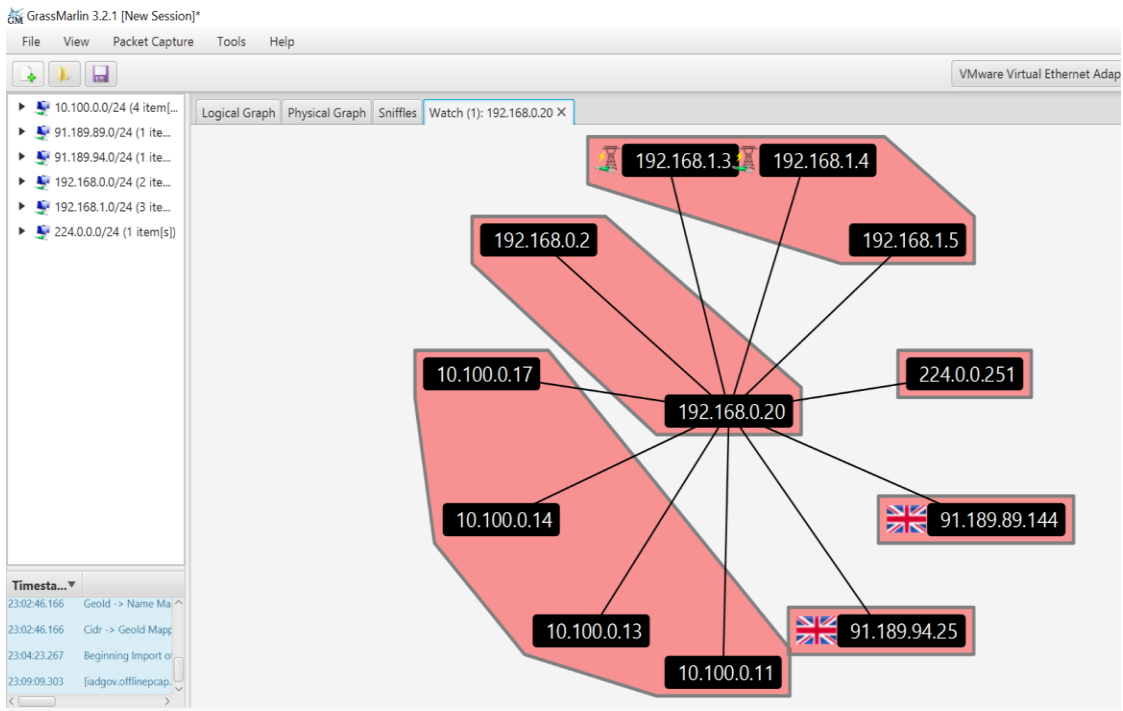 GM GrassMarlin 3.2.1 [New Session]*
File View Packet Capture Tools Help
VMware Virtual Ethernet Adap
10.100.0.0/24 (4 item[...
91.189.89.0/24 (1 ite...
91.189.94.0/24 (1 ite...
192.168.0.0/24 (2 ite...
192.168.1.0/24 (3 ite...
224.0.0.0/24 (1 item[s])
Logical Graph Physical Graph Sniffles Watch (1): 192.168.0.20 X
192.168.1.3 192.168.1.4
192.168.0.2 192.168.1.5
10.100.0.17 224.0.0.251
192.168.0.20
10.100.0.14 91.189.89.144
10.100.0.13 91.189.94.25
10.100.0.11
Timesta...
23:02:46.166 GeoId -> Name Ma
23:02:46.166 Cidr -> GeoId Mapp
23:04:23.267 Beginning Import of
23:09:09.303 [iadgov.offlinepcap.